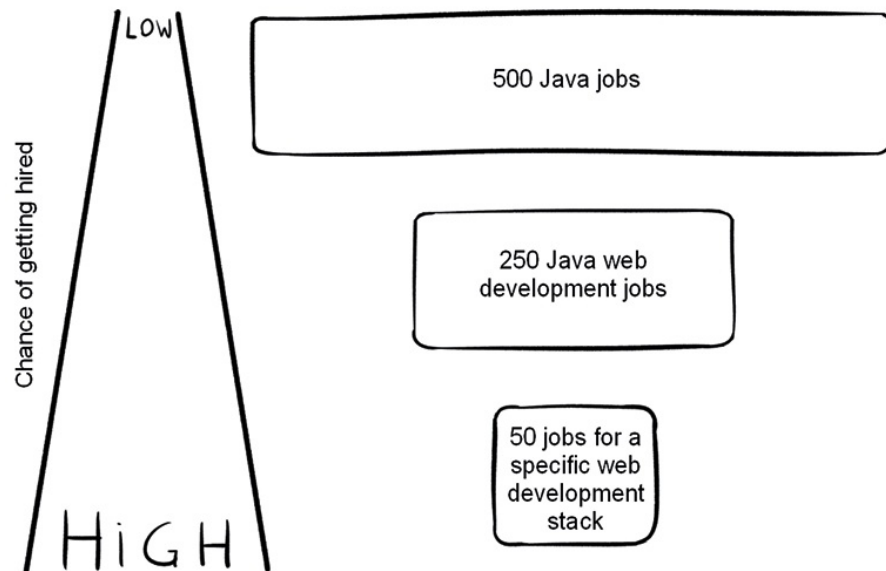 LOW
500 Java jobs
Chance of getting hired
250 Java web
development jobs
50 jobs for a
specific web
development
stack
HiGH